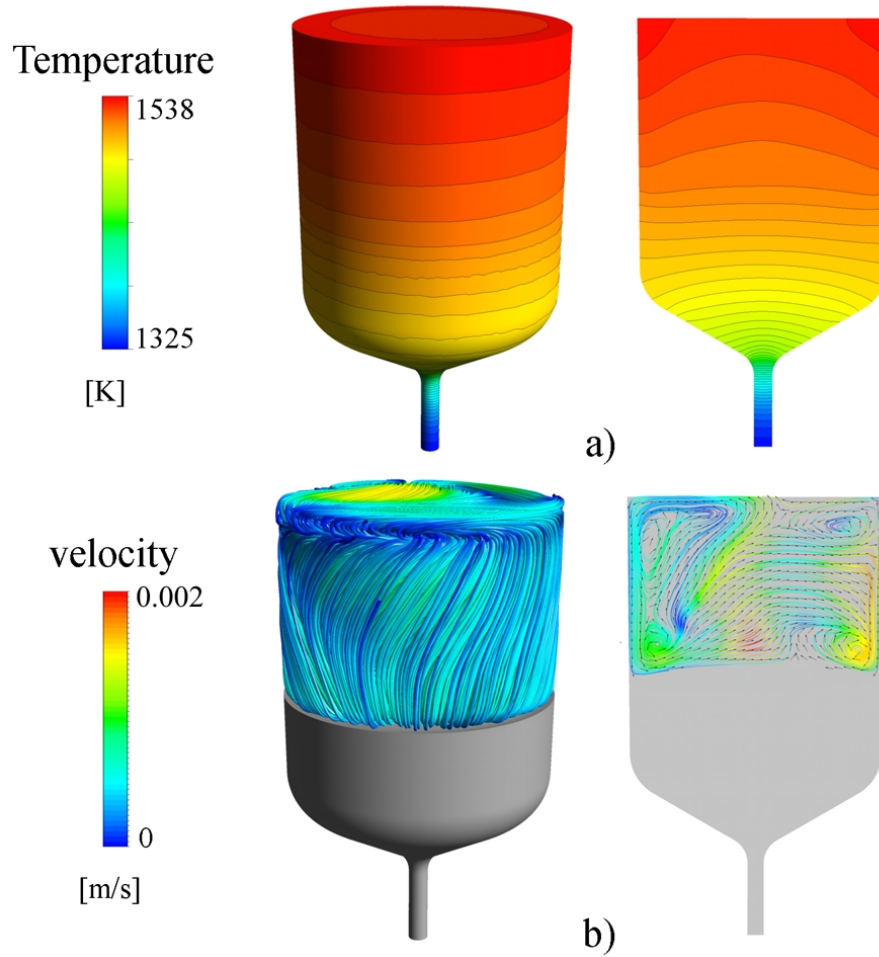 Temperature
1538
1325
[K]
a)
velocity
0.002
0
[m/s]
b)